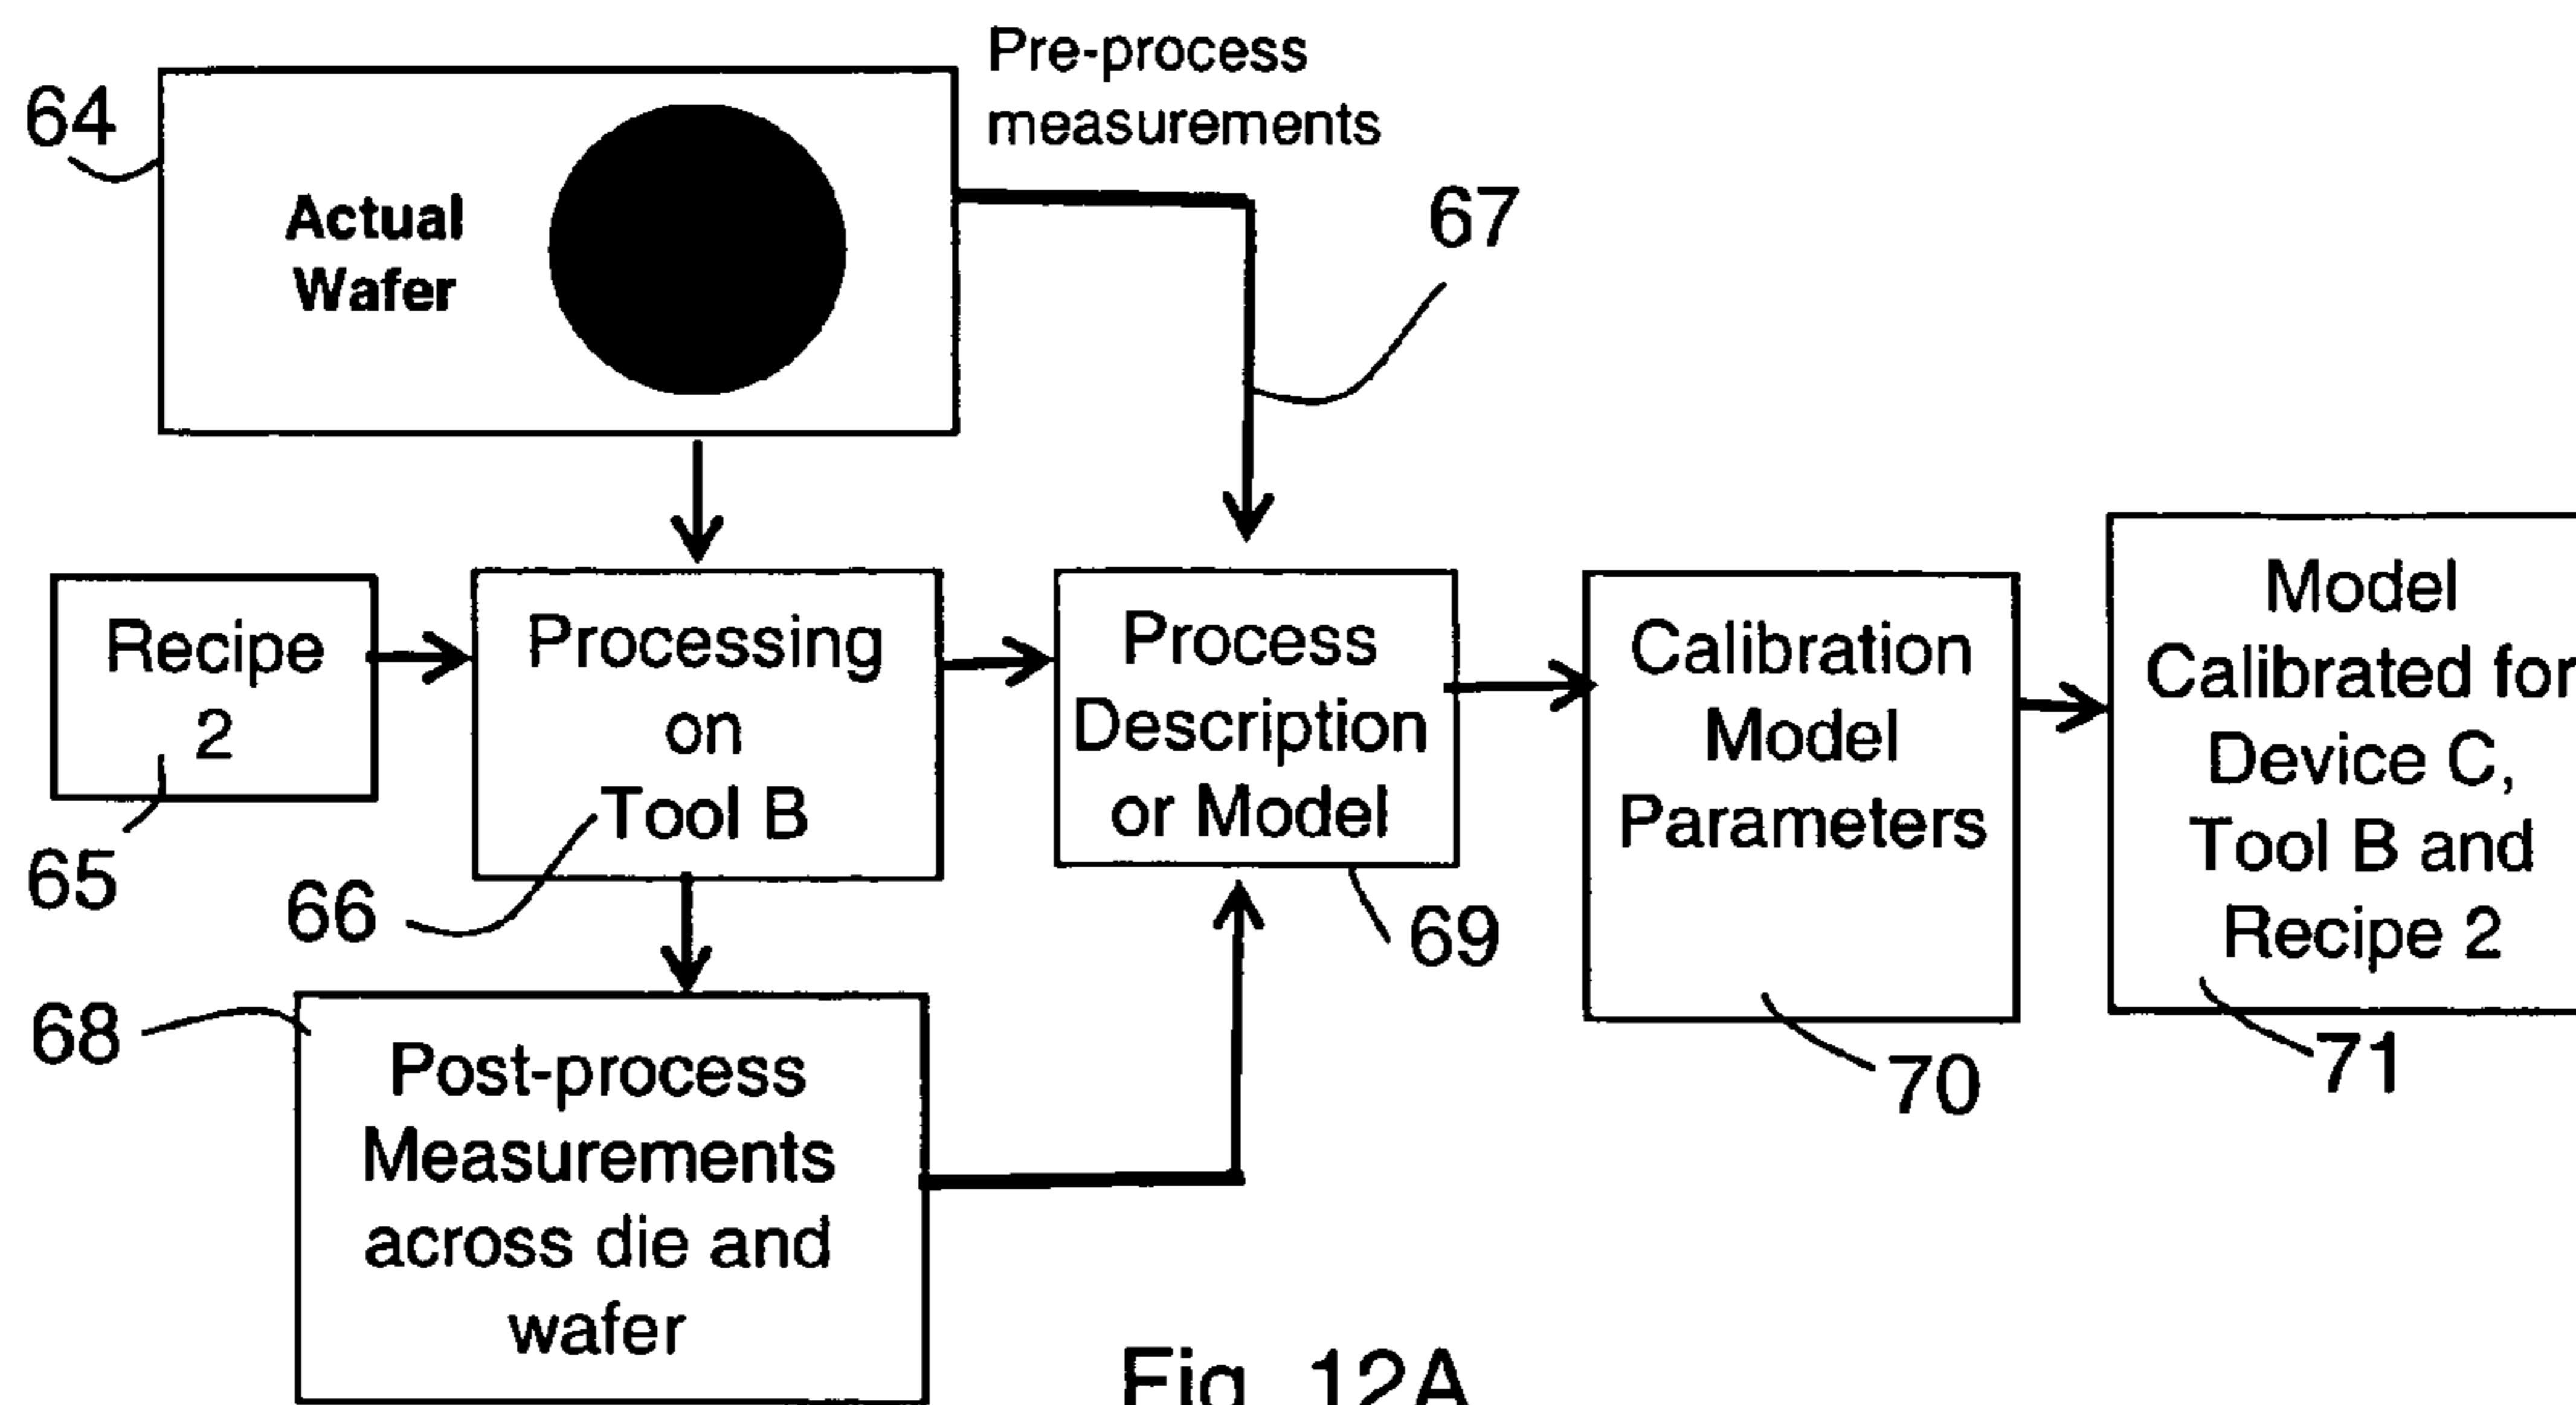 Pre-process
measurements
64
Actual
Wafer
67
Recipe
2
65
Processing
on
Tool B
66
Process
Description
or Model
69
Calibration
Model
Parameters
70
Model
Calibrated for
Device C,
Tool B and
Recipe 2
71
68
Post-process
Measurements
across die and
wafer
Fig. 12A